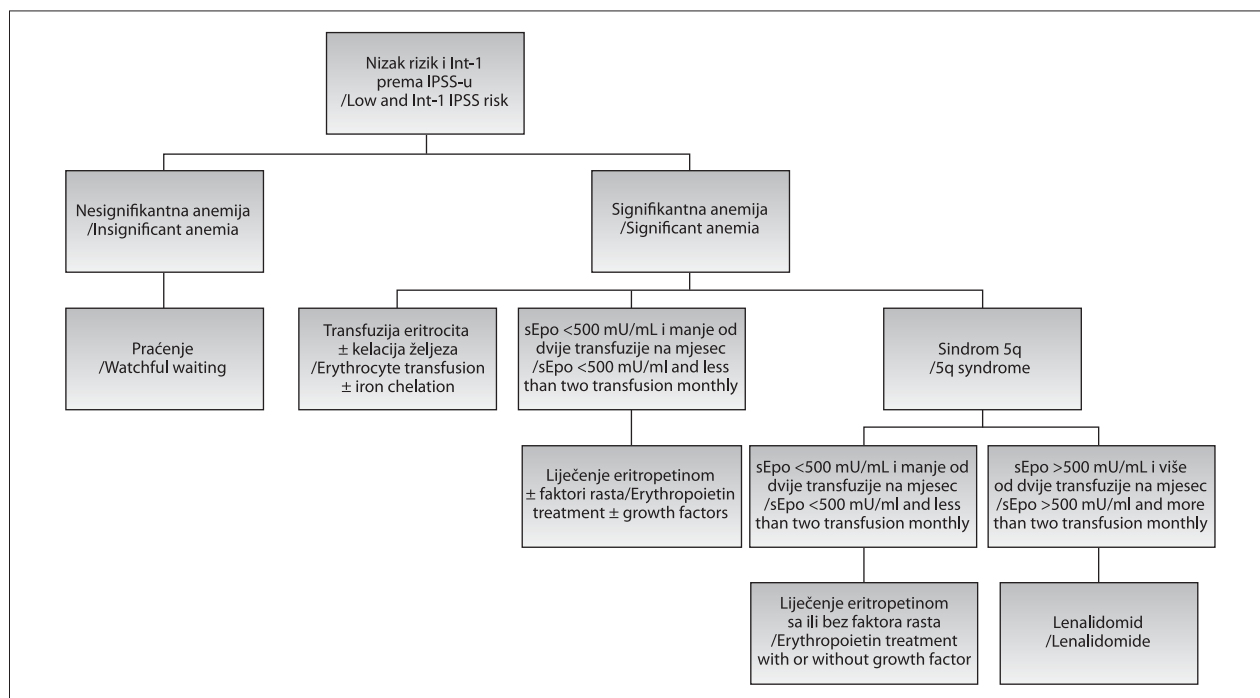 Nizak rizik i Int-1
prema IPSS-u
/Low and Int-1 IPSS risk
Nesignifikantna anemija
/Insignificant anemia
Signifikantna anemija
/Significant anemia
Praćenje
/Watchful waiting
Transfuzija eritrocita
± kelacija željeza
/Erythrocyte transfusion
± iron chelation
sEpo <500 mU/mL i manje od
dvije transfuzije na mjesec
/sEpo <500 mU/ml and less
than two transfusion monthly
Sindrom 5q
/5q syndrome
Liječenje eritropetinom
± faktori rasta/Erythropoietin
treatment ± growth factors
sEpo <500 mU/mL i manje od
dvije transfuzije na mjesec
/sEpo <500 mU/ml and less
than two transfusion monthly
sEpo >500 mU/mL i više
od dvije transfuzije na mjesec
/sEpo >500 mU/ml and more
than two transfusion monthly
Liječenje eritropetinom
sa ili bez faktora rasta
/Erythropoietin treatment
with or without growth factor
Lenalidomid
/Lenalidomide